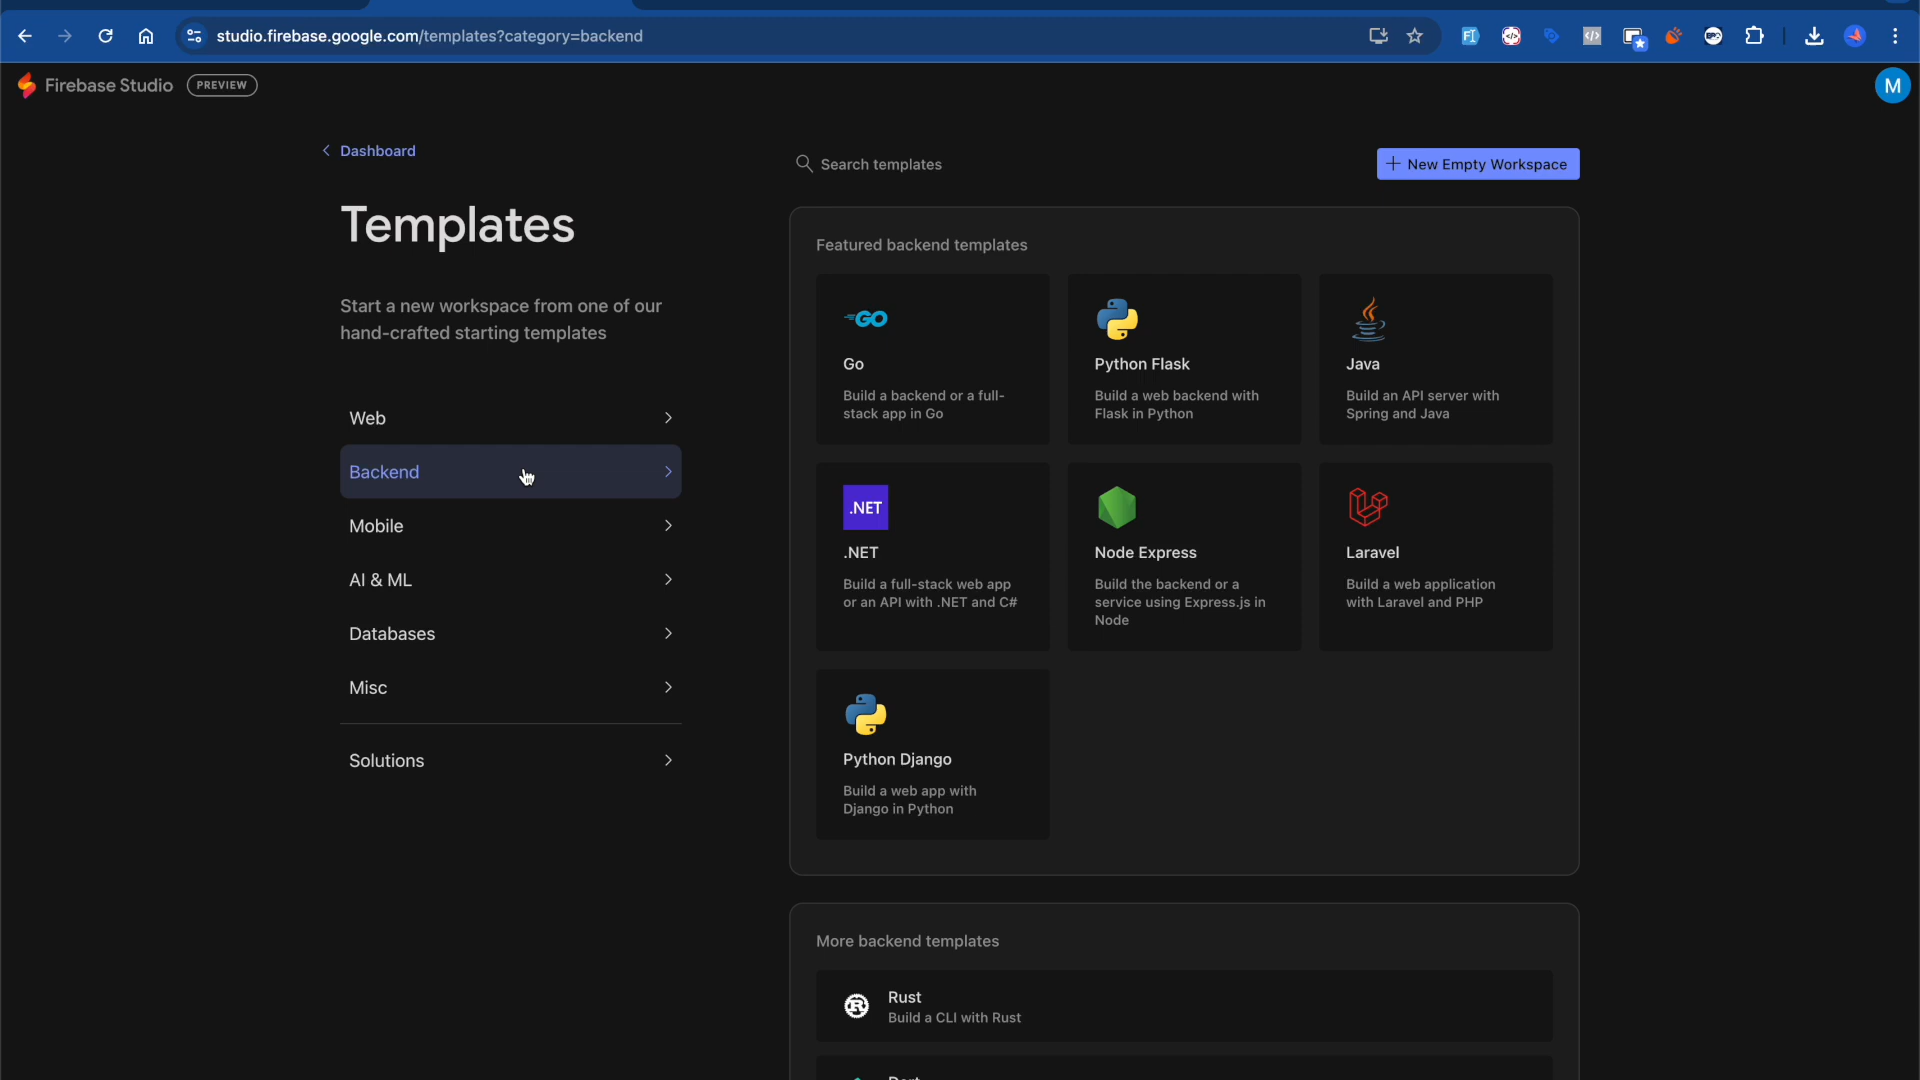 studio.firebase.google.com/templates?category=backend
Firebase Studio
PREVIEW
M
Dashboard
Templates
Start a new workspace from one of our
hand-crafted starting templates
Web
Backend
Mobile
AI & ML
Databases
Misc
Solutions
Search templates
New Empty Workspace
Featured backend templates
GO
Go
Build a backend or a full-
stack app in Go
Python Flask
Build a web backend with
Flask in Python
Java
Build an API server with
Spring and Java
.NET
.NET
Build a full-stack web app
or an API with .NET and C#
Node Express
Build the backend or a
service using Express.js in
Node
Laravel
Build a web application
with Laravel and PHP
Python Django
Build a web app with
Django in Python
More backend templates
Rust
Build a CLI with Rust